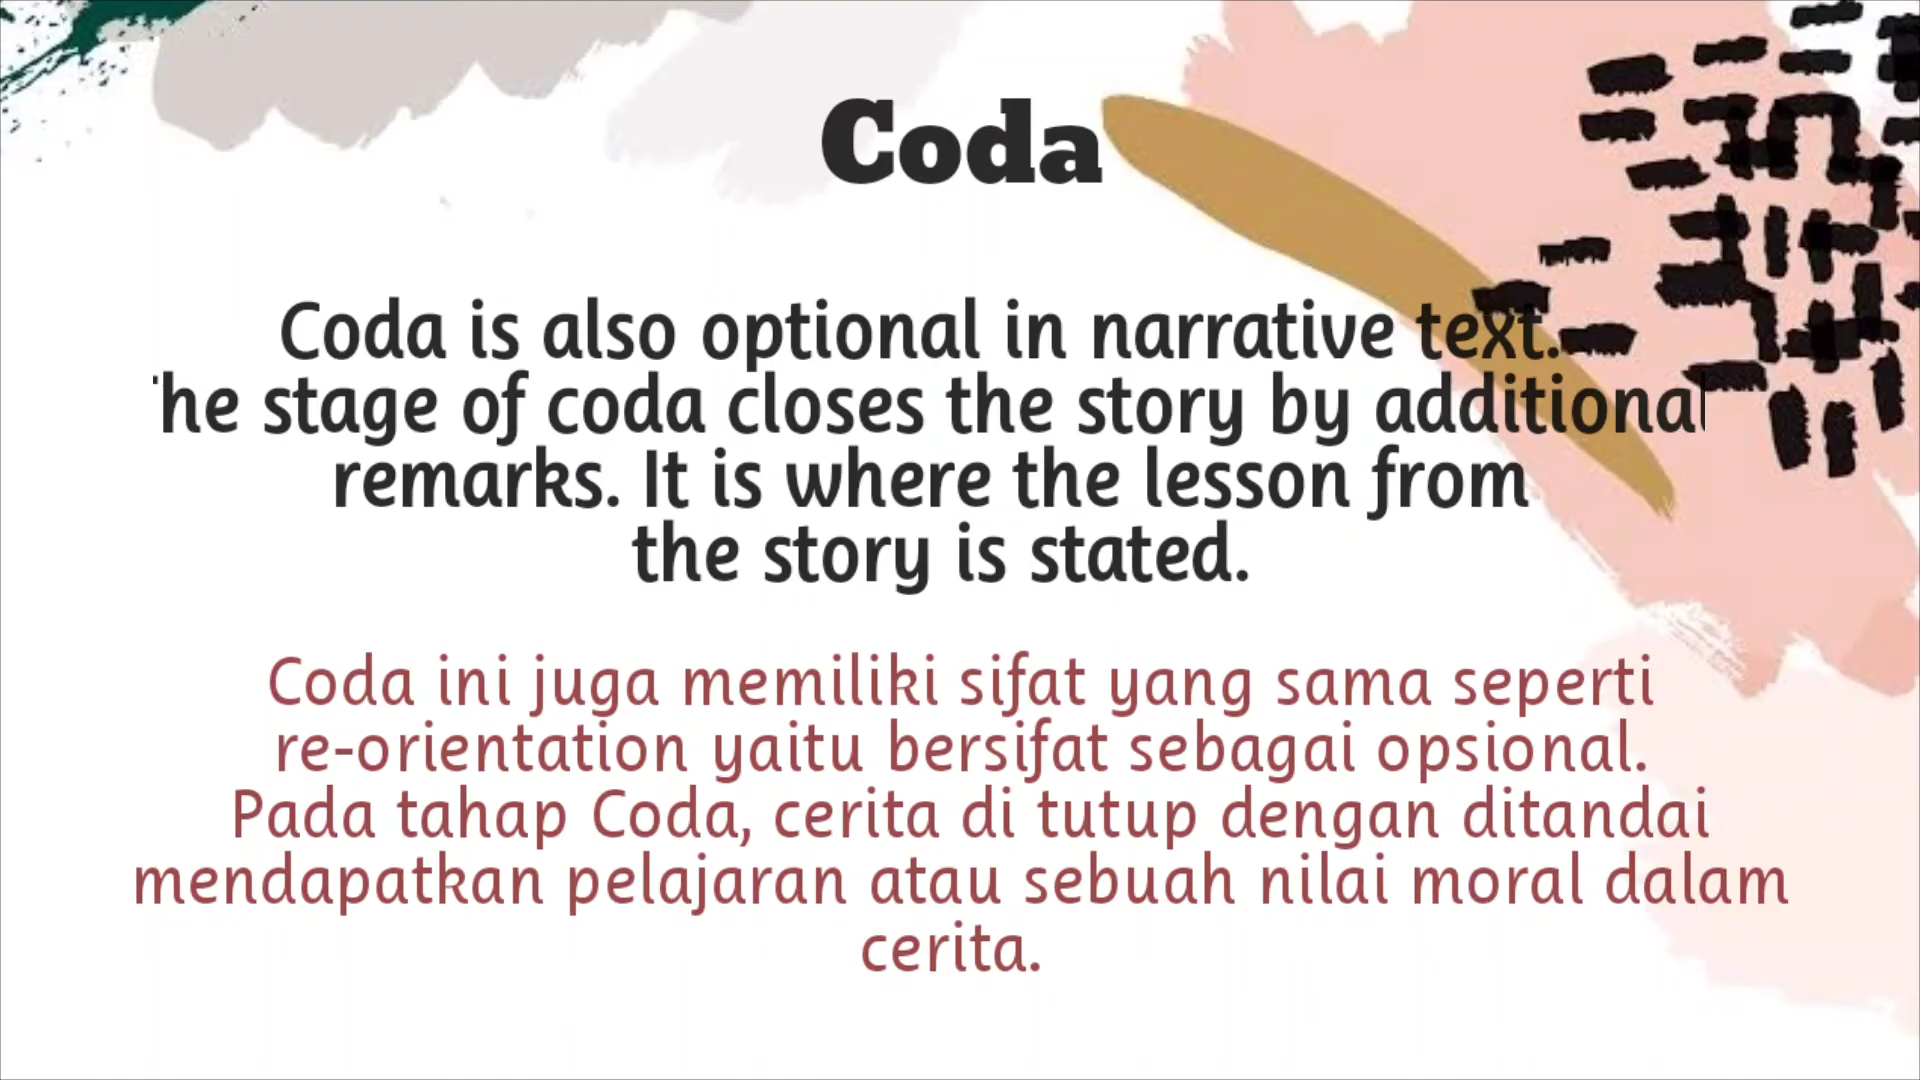 Coda
Coda is also optional in narrative text.
he stage of coda closes the story by additional
remarks. It is where the lesson from
the story is stated.
Coda ini juga memiliki sifat yang sama seperti
re-orientation yaitu bersifat sebagai opsional.
Pada tahap Coda, cerita di tutup dengan ditandai
mendapatkan pelajaran atau sebuah nilai moral dalam
cerita.